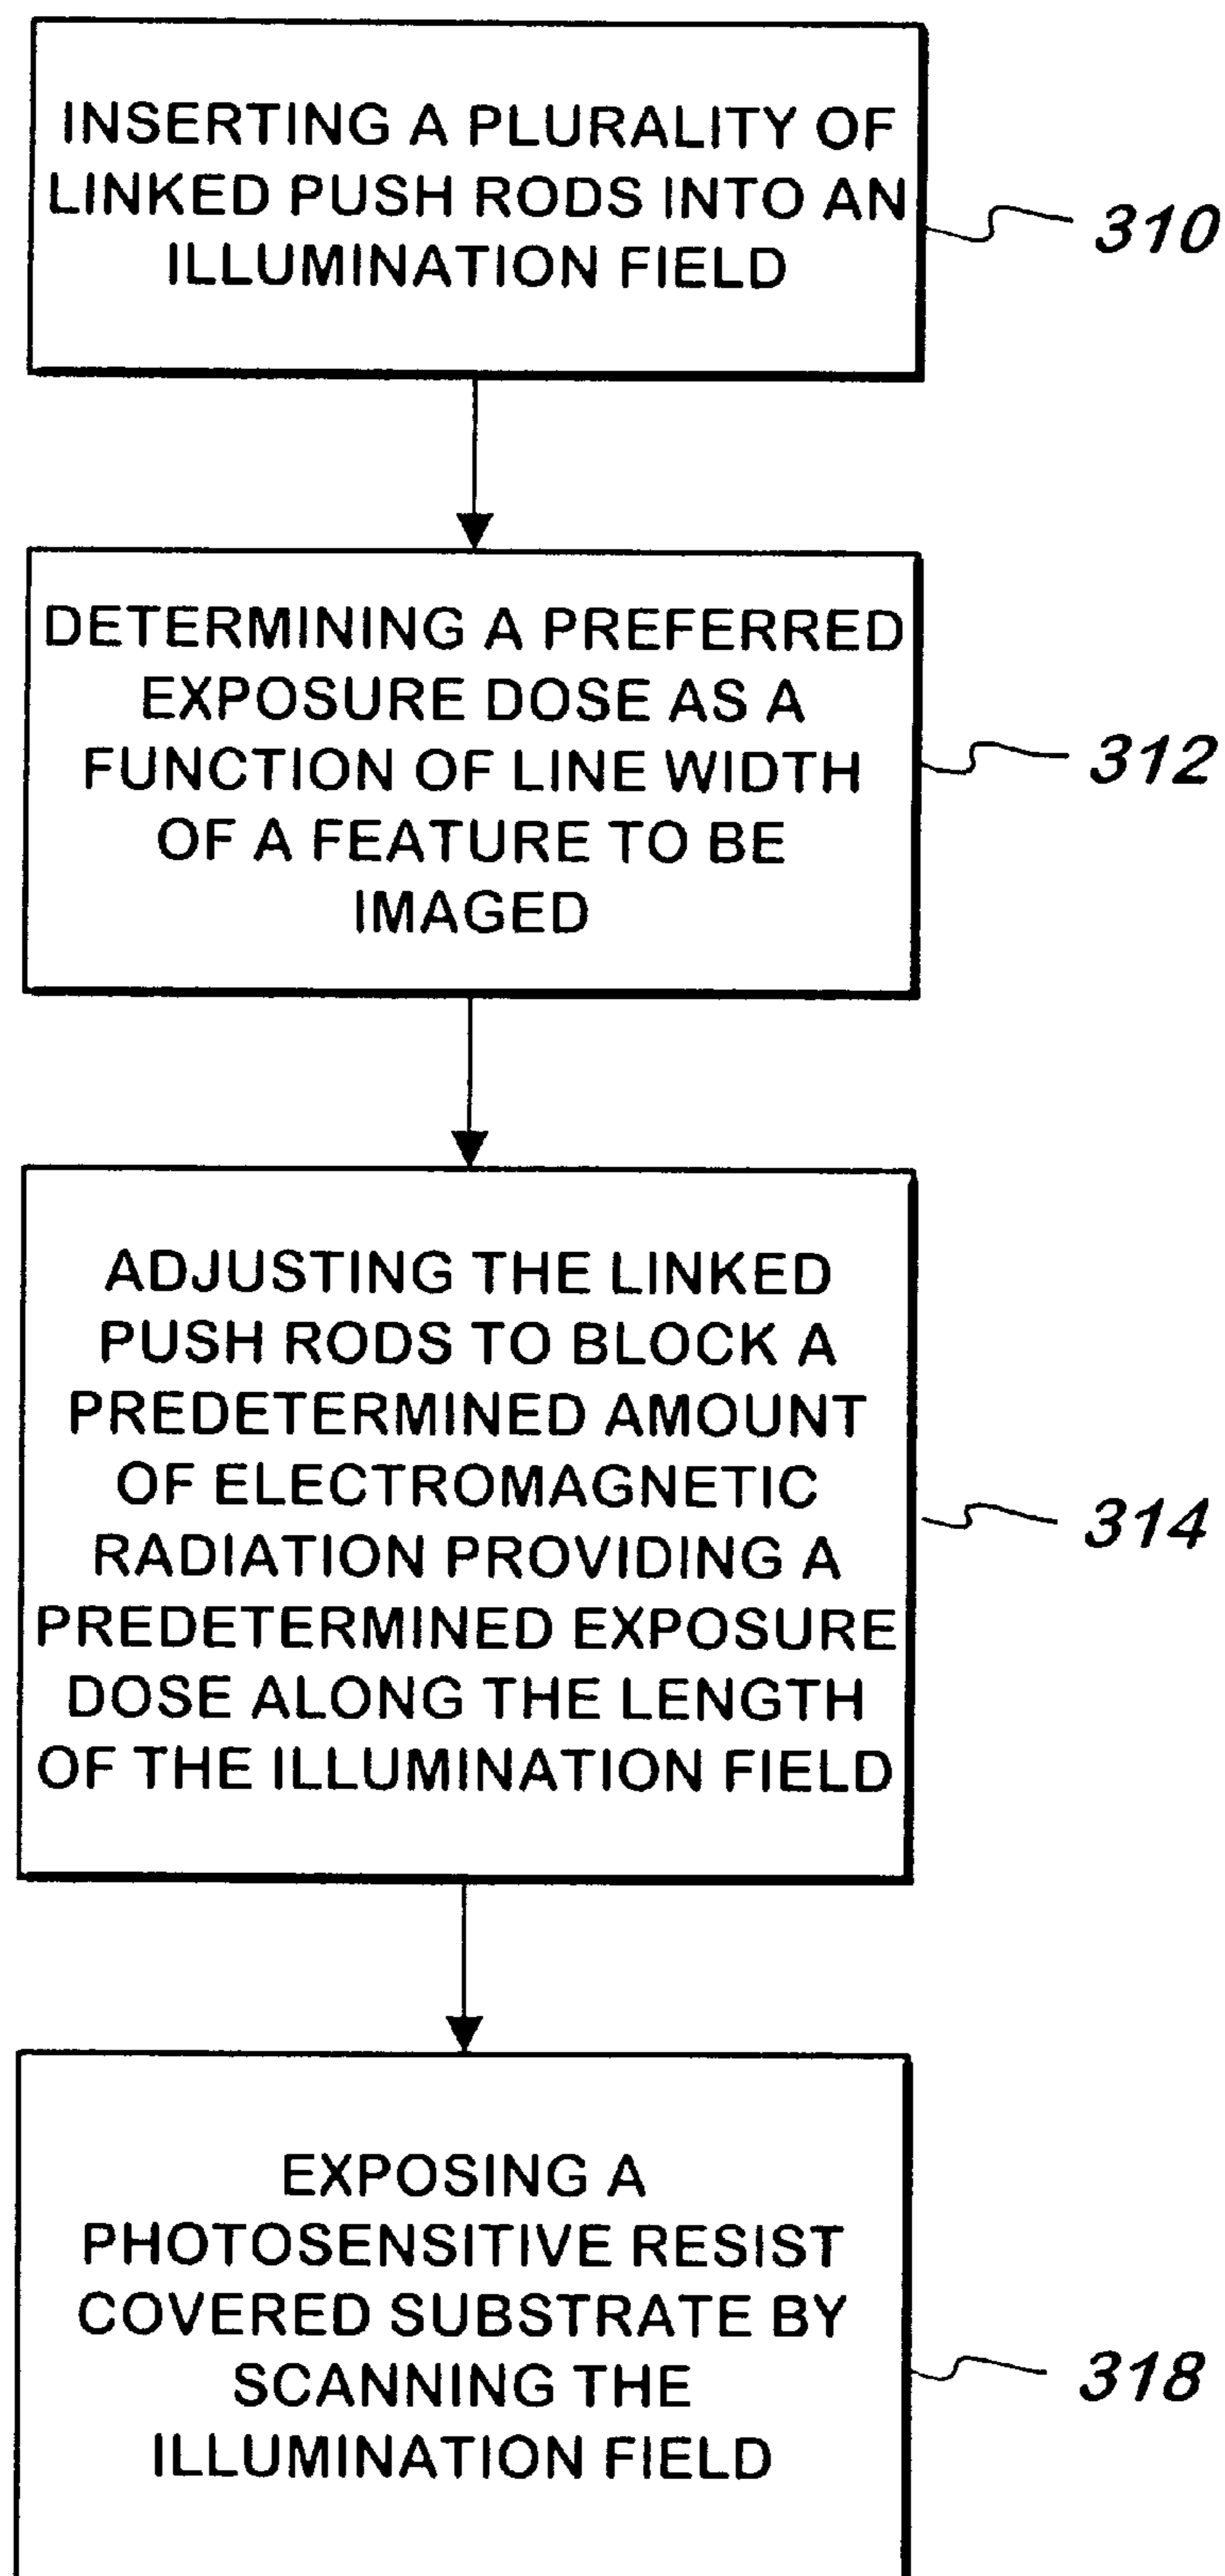 INSERTING A PLURALITY OF
LINKED PUSH RODS INTO AN
ILLUMINATION FIELD
310
DETERMINING A PREFERRED
EXPOSURE DOSE AS A
FUNCTION OF LINE WIDTH
OF A FEATURE TO BE
IMAGED
312
ADJUSTING THE LINKED
PUSH RODS TO BLOCK A
PREDETERMINED AMOUNT
OF ELECTROMAGNETIC
RADIATION PROVIDING A
PREDETERMINED EXPOSURE
DOSE ALONG THE LENGTH
OF THE ILLUMINATION FIELD
314
EXPOSING A
PHOTOSENSITIVE RESIST
COVERED SUBSTRATE BY
SCANNING THE
ILLUMINATION FIELD
318